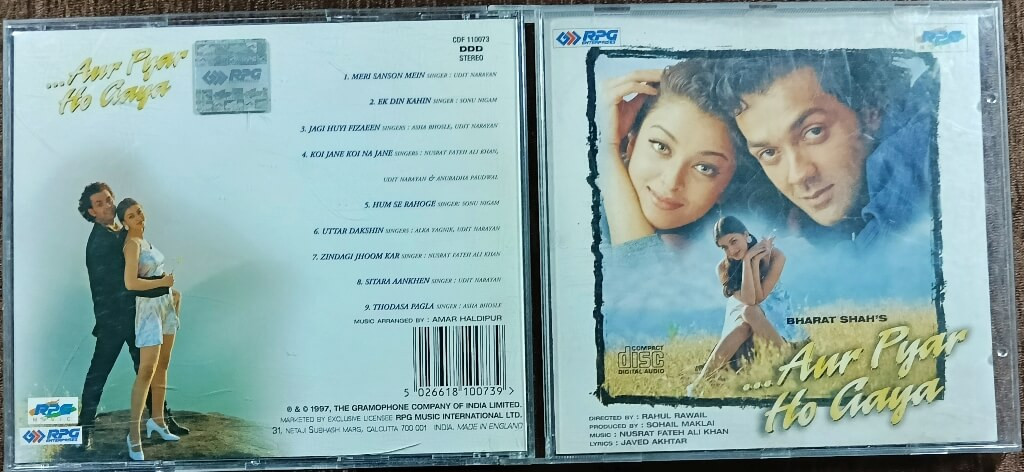 ...Aur Pyar
Ho Gaya
RPG
CDF 110073
DDD
STEREO
1. MERI SANSON MEIN SINGER : UDIT NARAYAN
2. EK DIN KAHIN SINGER : SONU NIGAM
3. JAGI HUYI FIZAEEN SINGERS : ASHA BHOSLE, UDIT NARAYAN
4. KOI JANE KOI NA JANE SINGERS : NUSRAT FATEH ALI KHAN,
UDIT NARAYAN & ANURADHA PAUDWAL
5. HUM SE RAHOGE SINGER: SONU NIGAM
6. UTTAR DAKSHIN SINGERS : ALKA YAGNIK, UDIT NARAYAN
7. ZINDAGI JHOOM KAR SINGER : NUSRAT FATEH ALI KHAN
8. SITARA AANKHEN SINGER : UDIT NARAYAN
9. THODASA PAGLA SINGER : ASHA BHOSLE
MUSIC ARRANGED BY : AMAR HALDIPUR
5 026618 100739 >
RPG
RPG
℗ & © 1997, THE GRAMOPHONE COMPANY OF INDIA LIMITED.
MARKETED BY EXCLUSIVE LICENSEE RPG MUSIC INTERNATIONAL LTD.
31, NETAJI SUBHASH MARG, CALCUTTA 700 001 INDIA. MADE IN ENGLAND
RPG
ENTERPRISES
RPG
BHARAT SHAH'S
...Aur Pyar
Ho Gaya
COMPACT
disc
DIGITAL AUDIO
DIRECTED BY : RAHUL RAWAIL
PRODUCED BY : SOHAIL MAKLAI
MUSIC : NUSRAT FATEH ALI KHAN
LYRICS : JAVED AKHTAR